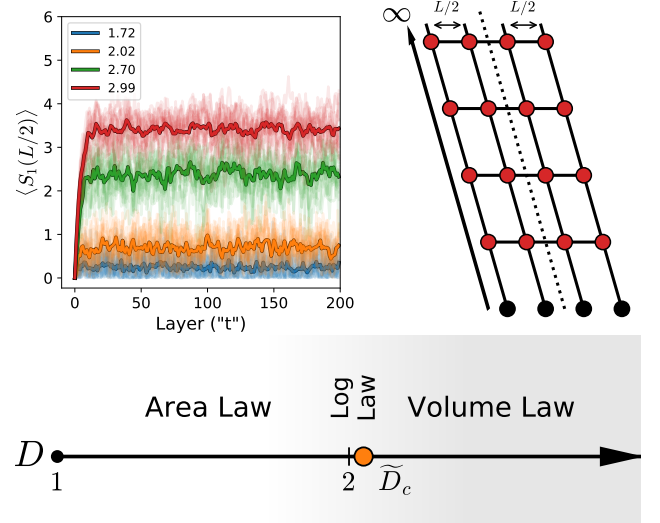 6
5
4
3
2
1
0
⟨S₁(L/2)⟩
1.72
2.02
2.70
2.99
0
50
100
150
200
Layer ("t")
∞
L/2
L/2
Area Law
Log
Law
Volume Law
D
1
2
D̃_c